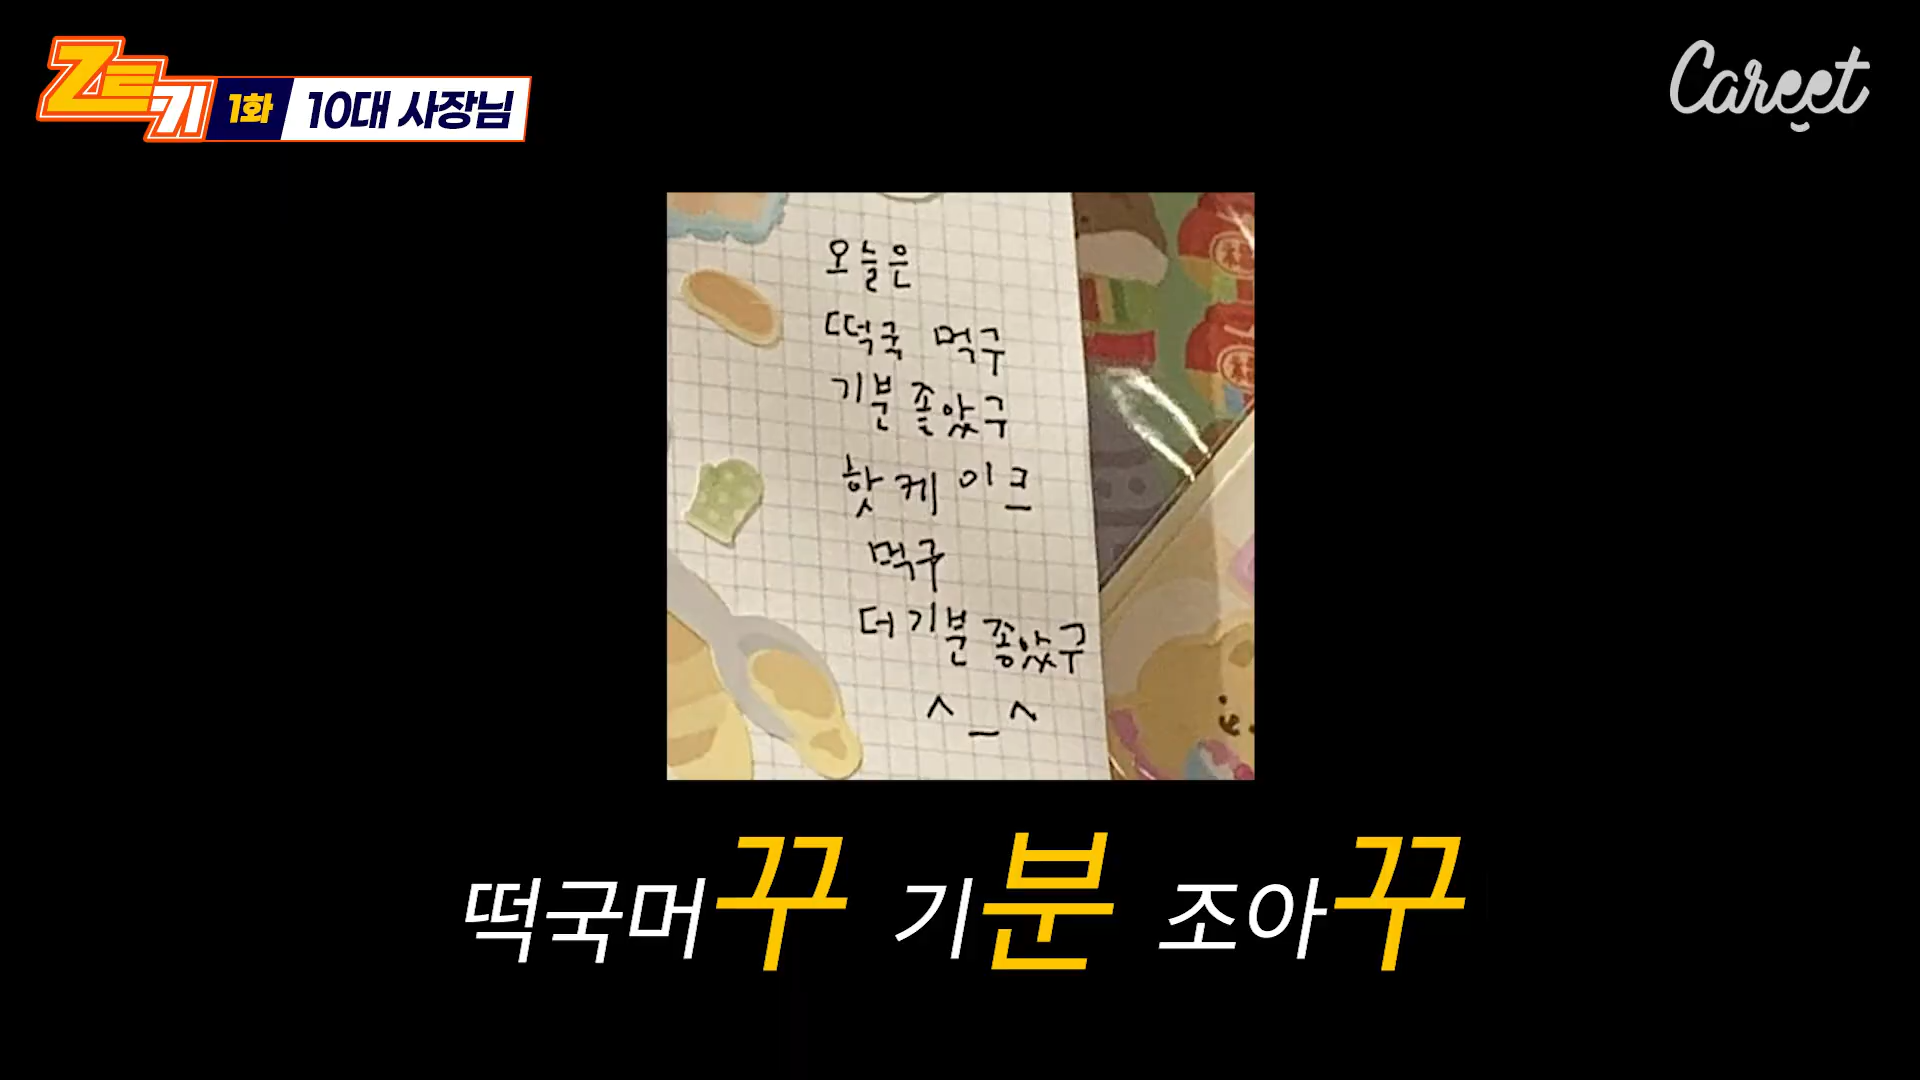 Z토끼 1화 10대 사장님
Careet
오늘은
떡국 먹구
기분 좋았구
핫케이크
먹구
더 기분 좋았구
^_^
떡국머꾸 기분 조아꾸